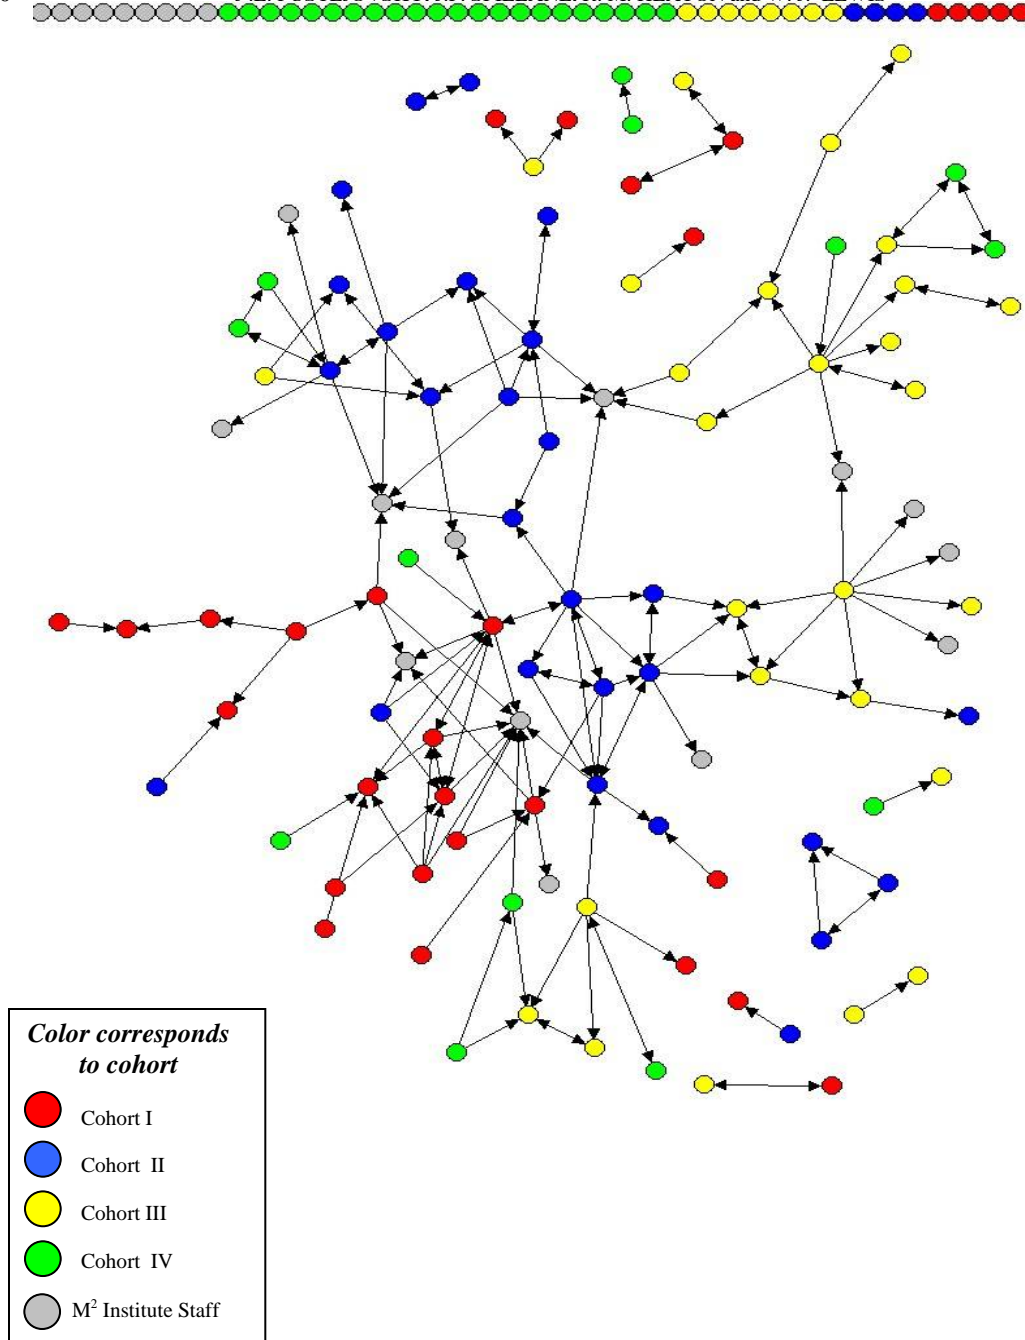 Color corresponds
to cohort
Cohort I
Cohort II
Cohort III
Cohort IV
M² Institute Staff